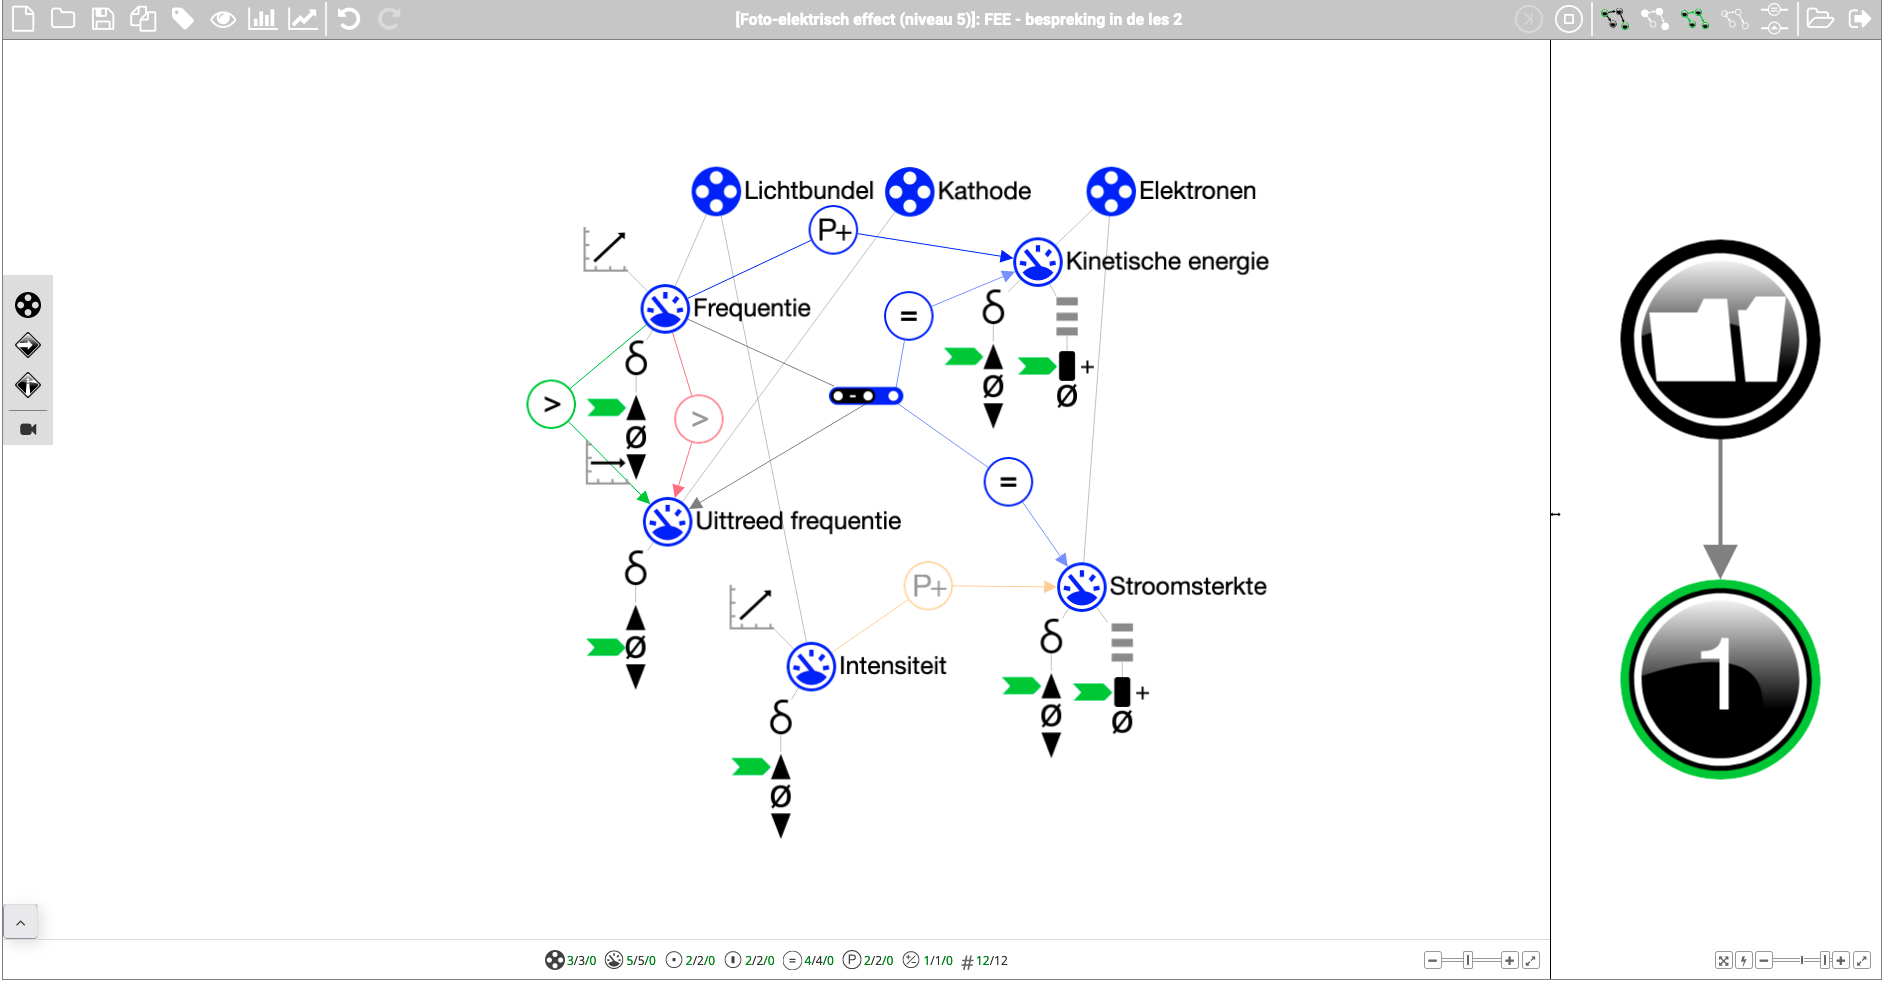 [Foto-elektrisch effect (niveau 5)]: FEE - bespreking in de les 2
Lichtbundel
Kathode
Elektronen
P+
Kinetische energie
Frequentie
δ
=
δ
+
Ø
Ø
>
>
Ø
=
Uittreed frequentie
δ
P+
Stroomsterkte
Ø
δ
Intensiteit
+
δ
Ø
Ø
Ø
1
3/3/0
5/5/0
2/2/0
2/2/0
= 4/4/0
P 2/2/0
1/1/0
# 12/12